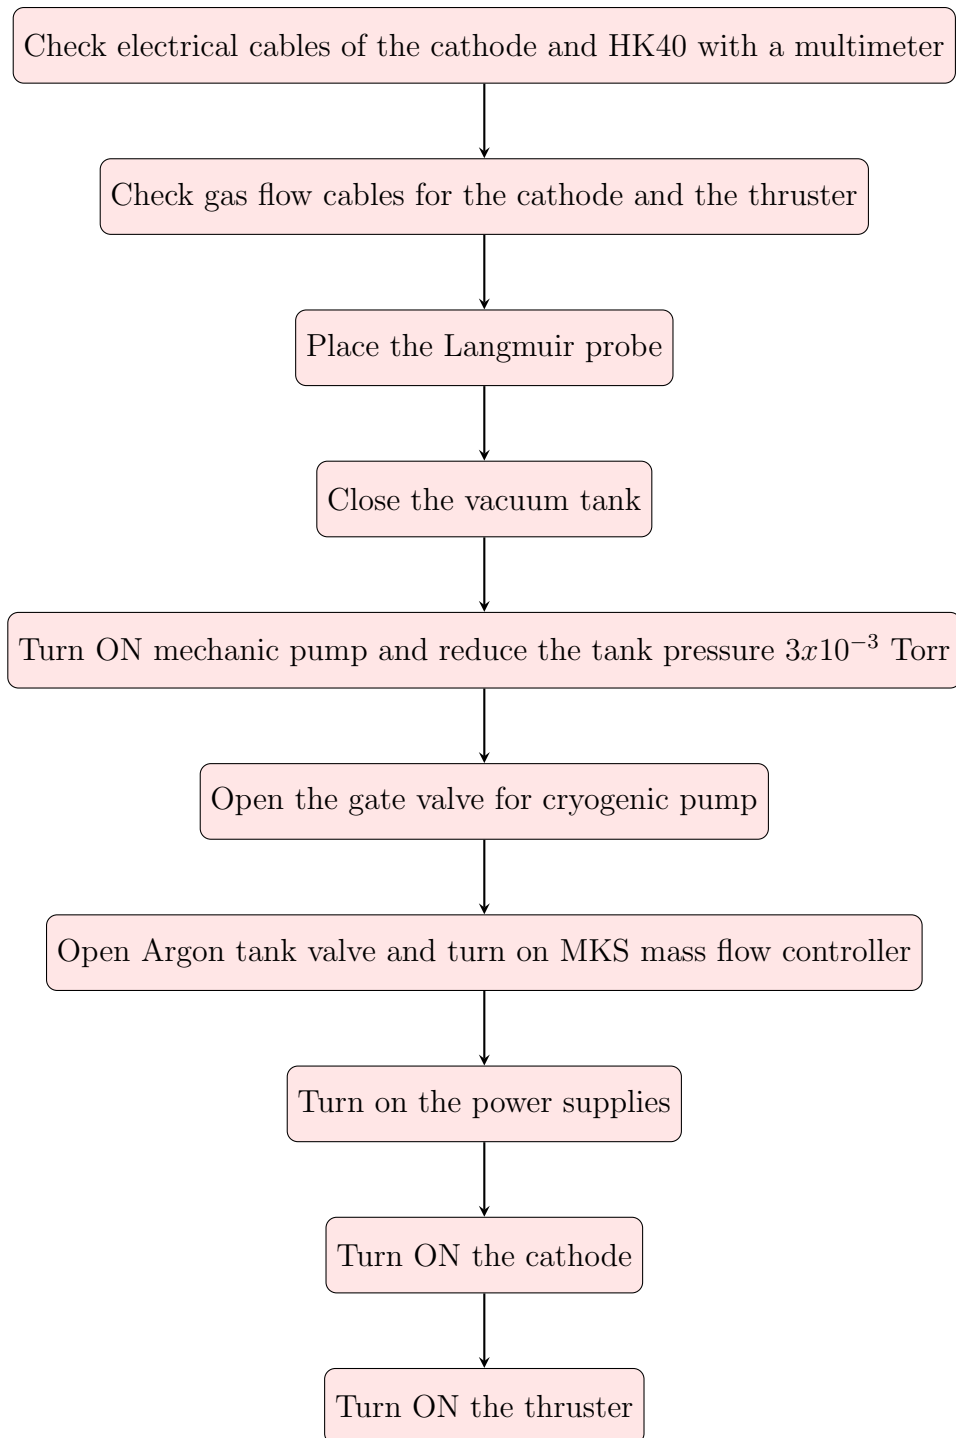 Check electrical cables of the cathode and HK40 with a multimeter
Check gas flow cables for the cathode and the thruster
Place the Langmuir probe
Close the vacuum tank
Turn ON mechanic pump and reduce the tank pressure 3x10⁻³ Torr
Open the gate valve for cryogenic pump
Open Argon tank valve and turn on MKS mass flow controller
Turn on the power supplies
Turn ON the cathode
Turn ON the thruster